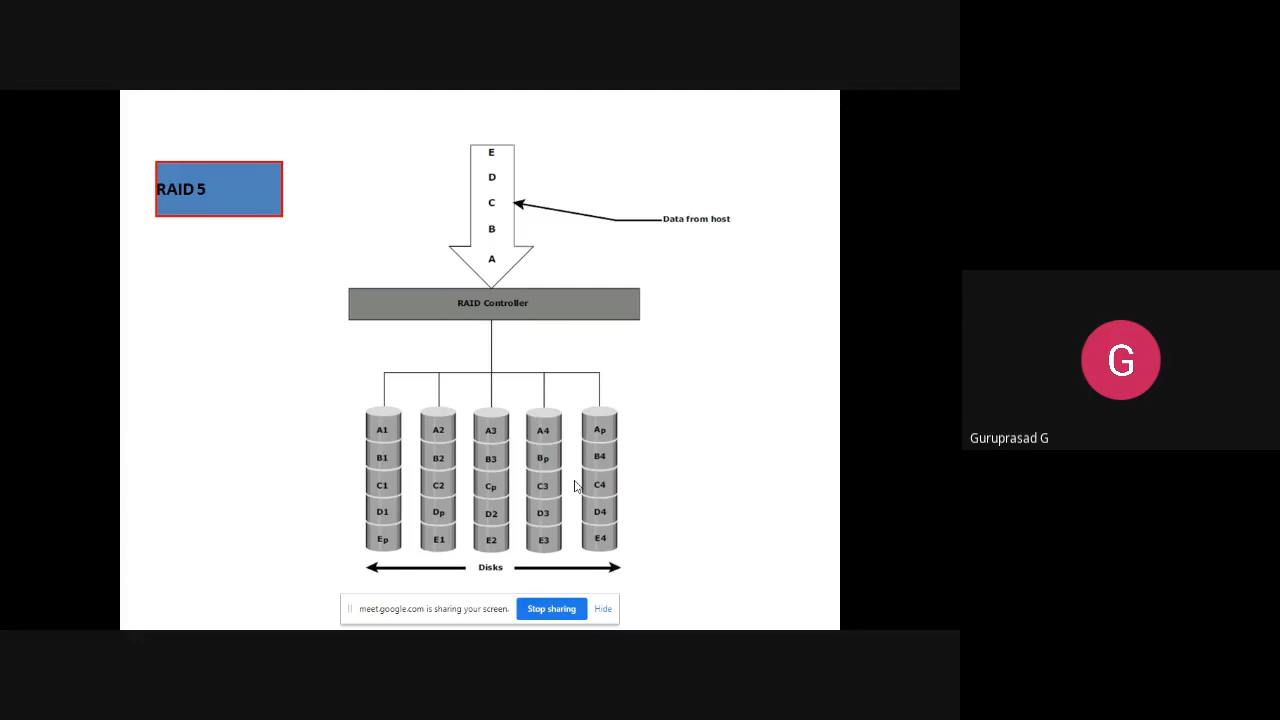 E
D
RAID 5
C
Data from host
B
A
RAID Controller
A1 A2 A3 A4 Ap
B1 B2 B3 Bp B4
C1 C2 Cp C3 C4
D1 Dp D2 D3 D4
Ep E1 E2 E3 E4
Disks
meet.google.com is sharing your screen. Stop sharing Hide
G
Guruprasad G